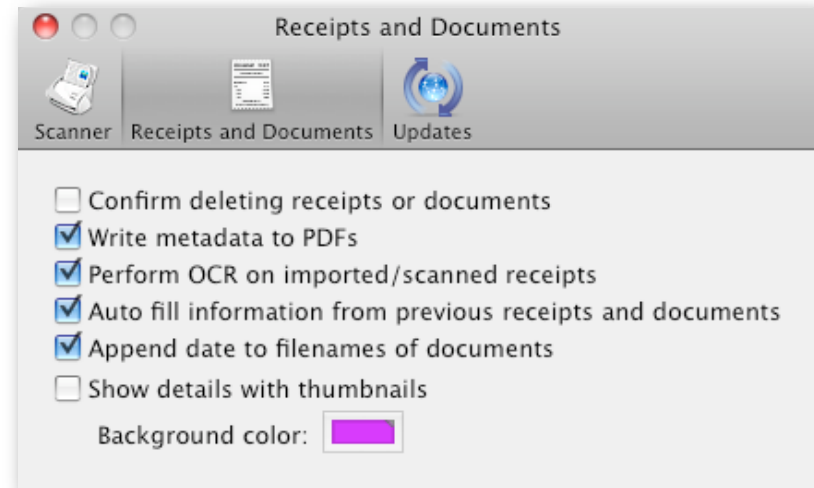 Receipts and Documents
Scanner Receipts and Documents Updates
Confirm deleting receipts or documents
Write metadata to PDFs
Perform OCR on imported/scanned receipts
Auto fill information from previous receipts and documents
Append date to filenames of documents
Show details with thumbnails
Background color: